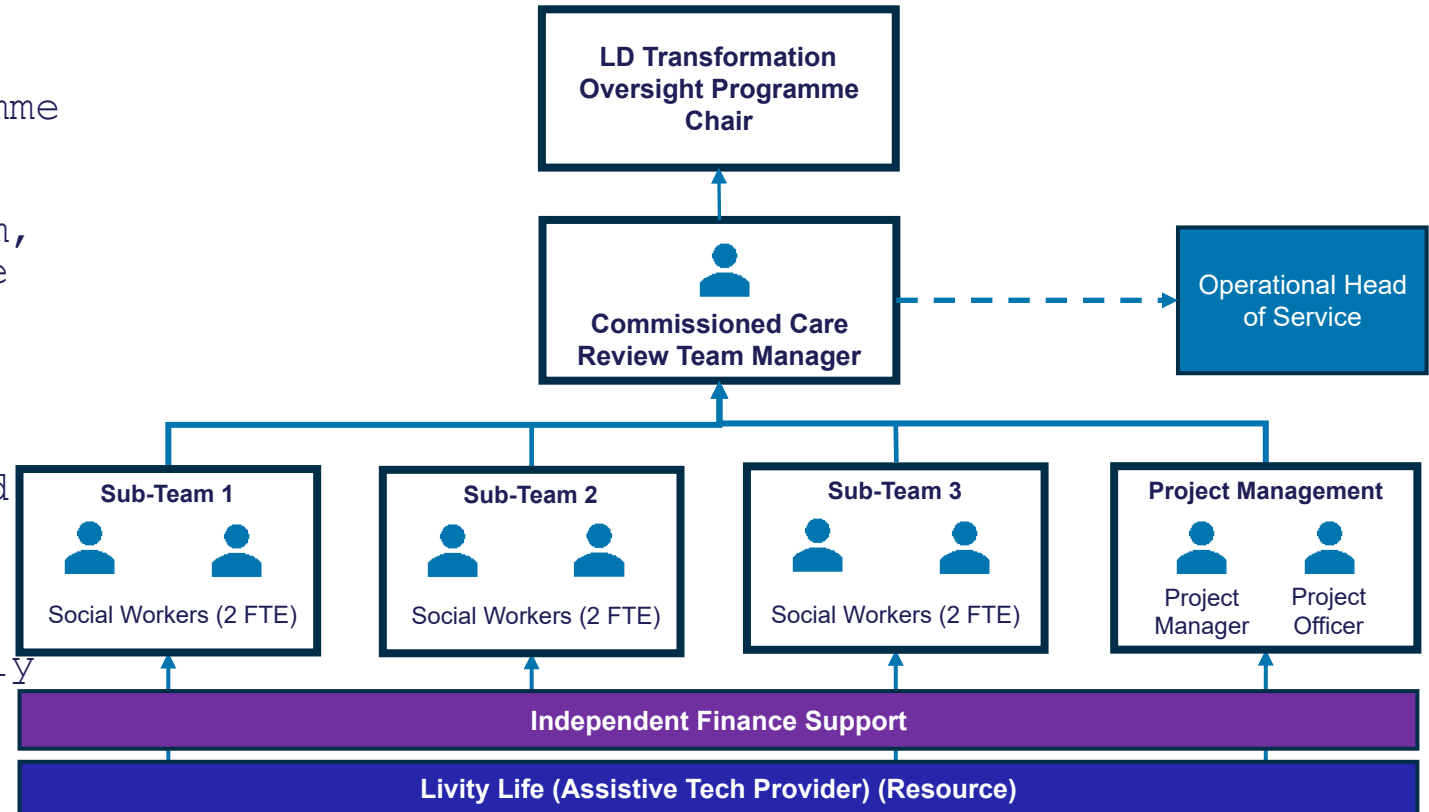 LD Transformation
Oversight Programme
Chair
Commissioned Care
Review Team Manager
Operational Head
of Service
Sub-Team 1
Social Workers (2 FTE)
Sub-Team 2
Social Workers (2 FTE)
Sub-Team 3
Social Workers (2 FTE)
Project Management
Project
Manager
Project
Officer
Independent Finance Support
Livity Life (Assistive Tech Provider) (Resource)